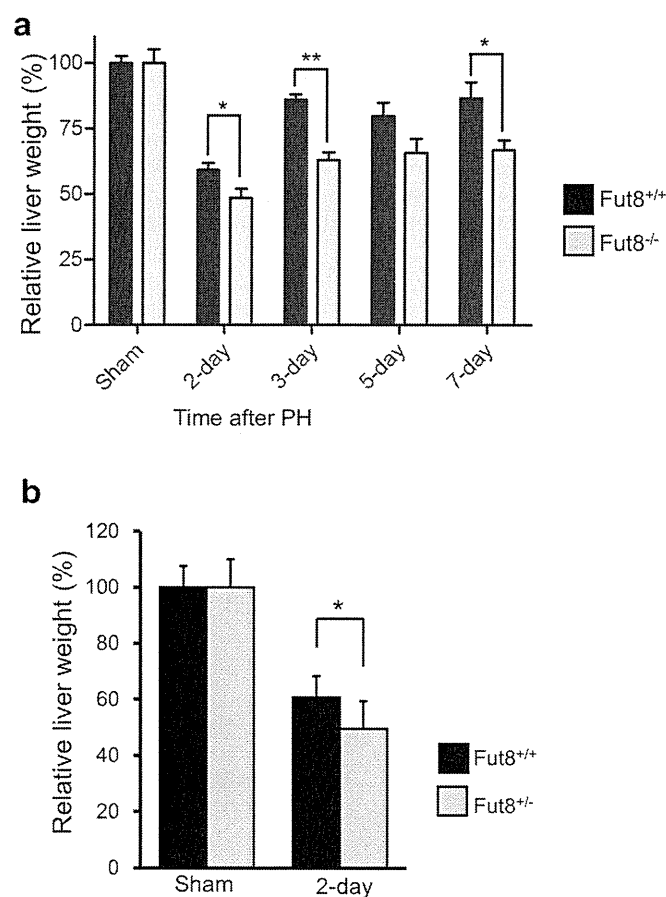 a
Relative liver weight (%)
100
75
50
25
0
*
**
*
Sham
2-day
3-day
5-day
7-day
Time after PH
Fut8+/+
Fut8-/-
b
Relative liver weight (%)
120
100
80
60
40
20
0
*
Sham
2-day
Fut8+/+
Fut8+/-